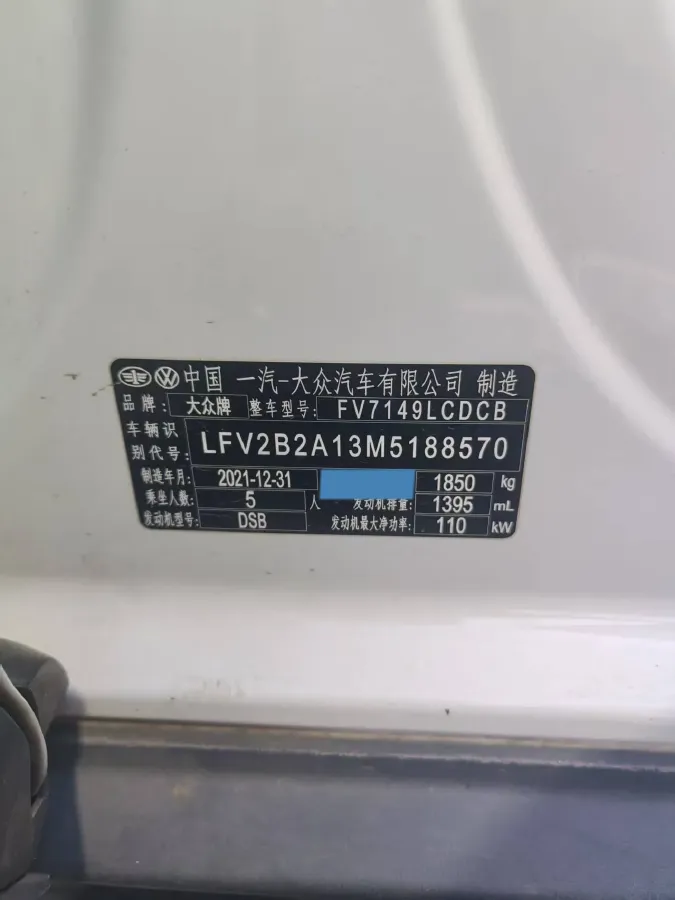 中国 一汽-大众汽车有限公司 制造
品牌: 大众牌 整车型号: FV7149LCDCB
车辆识别代号: LFV2B2A13M5188570
制造年月: 2021-12-31 1850 kg
乘坐人数: 5 人 发动机排量: 1395 mL
发动机型号: DSB 发动机最大净功率: 110 kW